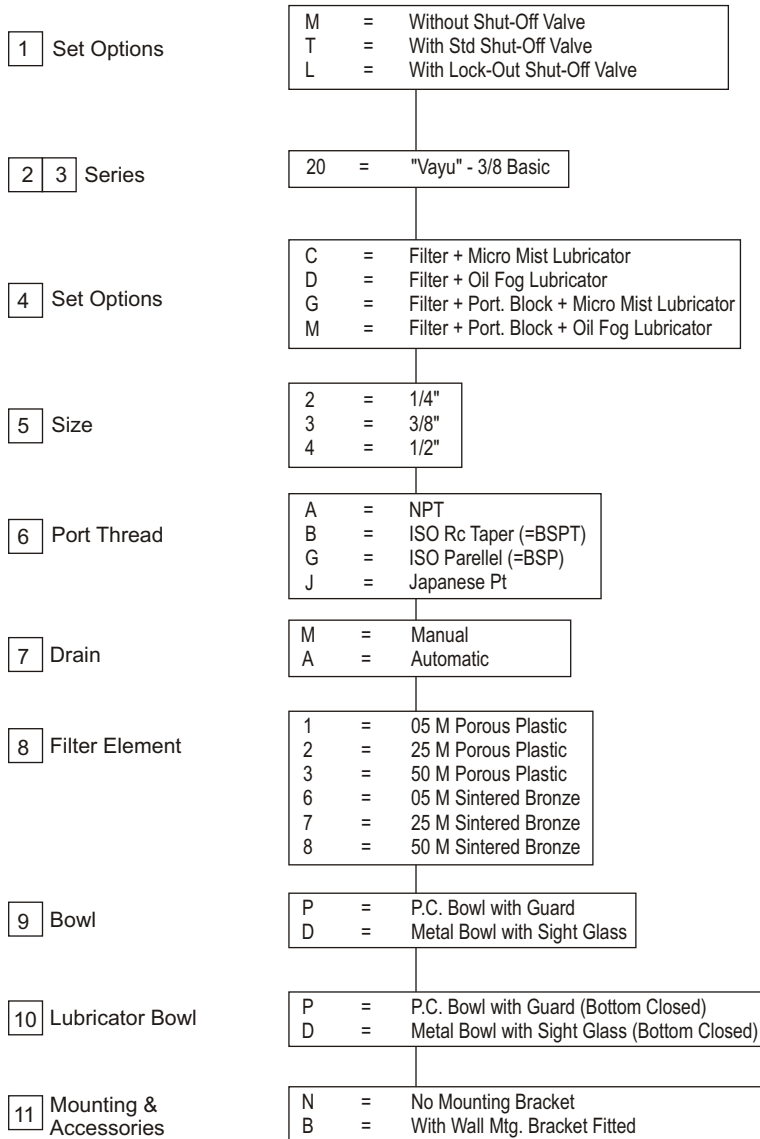 1 Set Options
M = Without Shut-Off Valve
T = With Std Shut-Off Valve
L = With Lock-Out Shut-Off Valve
2 3 Series
20 = "Vayu" - 3/8 Basic
4 Set Options
C = Filter + Micro Mist Lubricator
D = Filter + Oil Fog Lubricator
G = Filter + Port. Block + Micro Mist Lubricator
M = Filter + Port. Block + Oil Fog Lubricator
5 Size
2 = 1/4"
3 = 3/8"
4 = 1/2"
6 Port Thread
A = NPT
B = ISO Rc Taper (=BSPT)
G = ISO Parellel (=BSP)
J = Japanese Pt
7 Drain
M = Manual
A = Automatic
8 Filter Element
1 = 05 M Porous Plastic
2 = 25 M Porous Plastic
3 = 50 M Porous Plastic
6 = 05 M Sintered Bronze
7 = 25 M Sintered Bronze
8 = 50 M Sintered Bronze
9 Bowl
P = P.C. Bowl with Guard
D = Metal Bowl with Sight Glass
10 Lubricator Bowl
P = P.C. Bowl with Guard (Bottom Closed)
D = Metal Bowl with Sight Glass (Bottom Closed)
11 Mounting &
Accessories
N = No Mounting Bracket
B = With Wall Mtg. Bracket Fitted